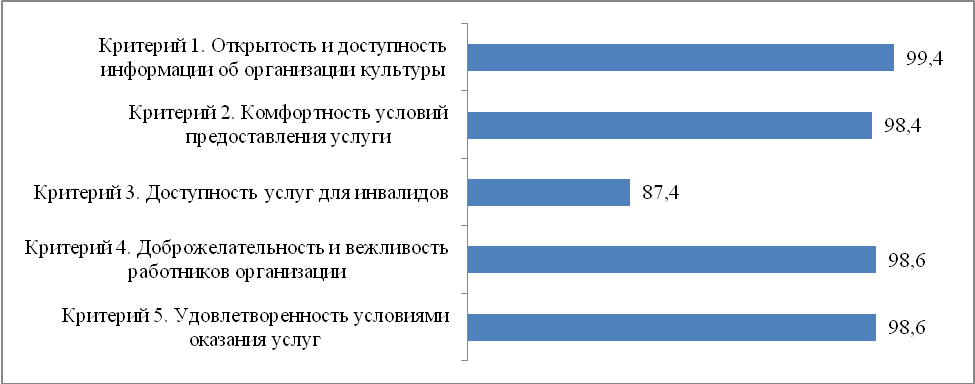 Критерий 1. Открытость и доступность
информации об организации культуры
99,4
Критерий 2. Комфортность условий
предоставления услуги
98,4
Критерий 3. Доступность услуг для инвалидов
87,4
Критерий 4. Доброжелательность и вежливость
работников организации
98,6
Критерий 5. Удовлетворенность условиями
оказания услуг
98,6